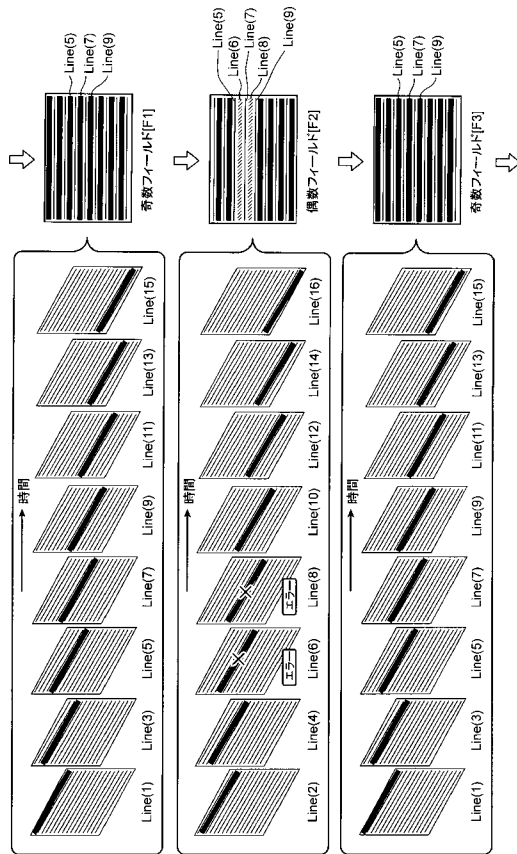 時間
Line(1) Line(3) Line(5) Line(7) Line(9) Line(11) Line(13) Line(15)
Line(5)
Line(7)
Line(9)
奇数フィールド[F1]
時間
エラー エラー
Line(2) Line(4) Line(6) Line(8) Line(10) Line(12) Line(14) Line(16)
Line(5)
Line(6)
Line(7)
Line(8)
Line(9)
偶数フィールド[F2]
時間
Line(1) Line(3) Line(5) Line(7) Line(9) Line(11) Line(13) Line(15)
Line(5)
Line(7)
Line(9)
奇数フィールド[F3]